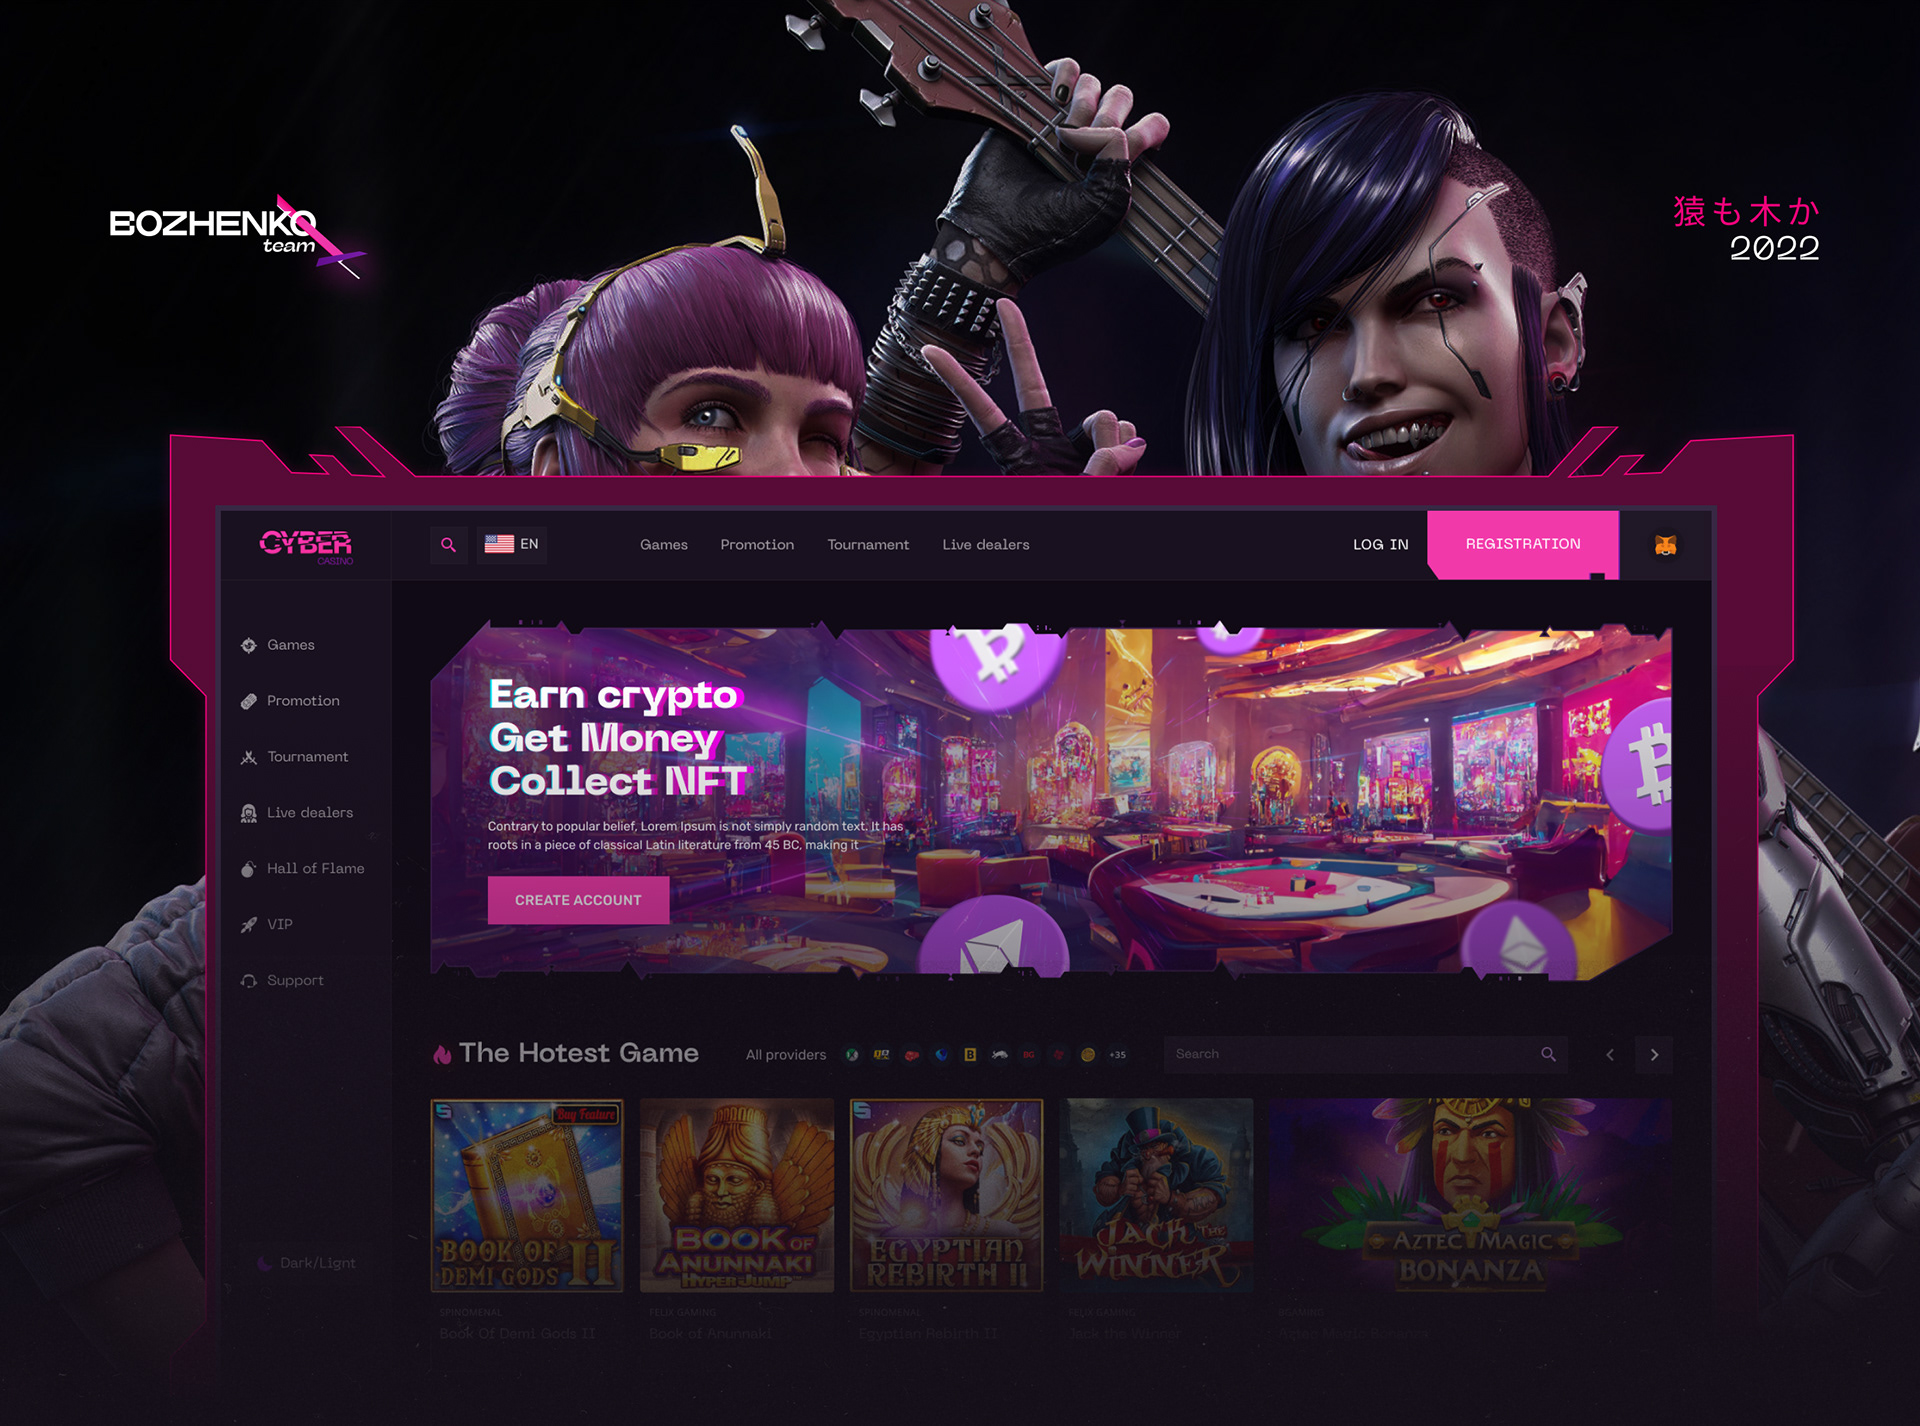 BOZHENKO
team
猿も木か
2022
CYBER
CASINO
EN
Games
Promotion
Tournament
Live dealers
LOG IN
REGISTRATION
Games
Promotion
Tournament
Live dealers
Hall of Flame
VIP
Support
Dark/Lignt
Earn crypto
Get Money
Collect NFT
Contrary to popular belief, Lorem Ipsum is not simply random text. It has
roots in a piece of classical Latin literature from 45 BC, making it
CREATE ACCOUNT
The Hotest Game
All providers
B
BG
+35
Search
Buy Feature
BOOK OF
DEMI GODS II
BOOK OF
ANUNNAKI
HYPER JUMP
EGYPTIAN
REBIRTH II
JACK THE
WINNER
AZTEC MAGIC
BONANZA
SPINOMENAL
Book Of Demi Gods II
FELIX GAMING
Book of Anunnaki
SPINOMENAL
Egyptian Rebirth II
FELIX GAMING
Jack the Winner
BGAMING
Aztec Magic Bonanza